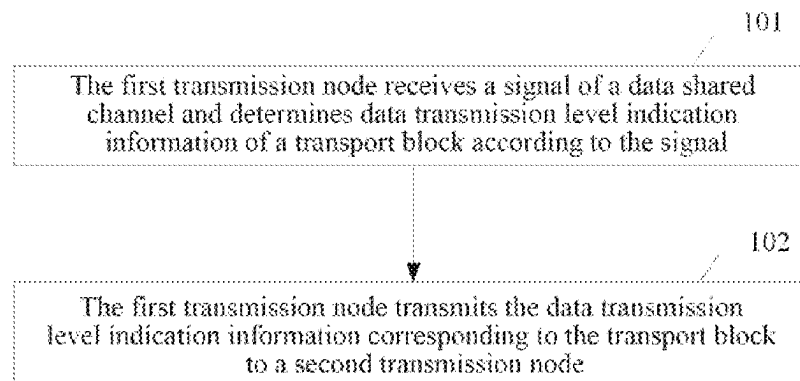 101
The first transmission node receives a signal of a data shared
channel and determines data transmission level indication
information of a transport block according to the signal
102
The first transmission node transmits the data transmission
level indication information corresponding to the transport block
to a second transmission node